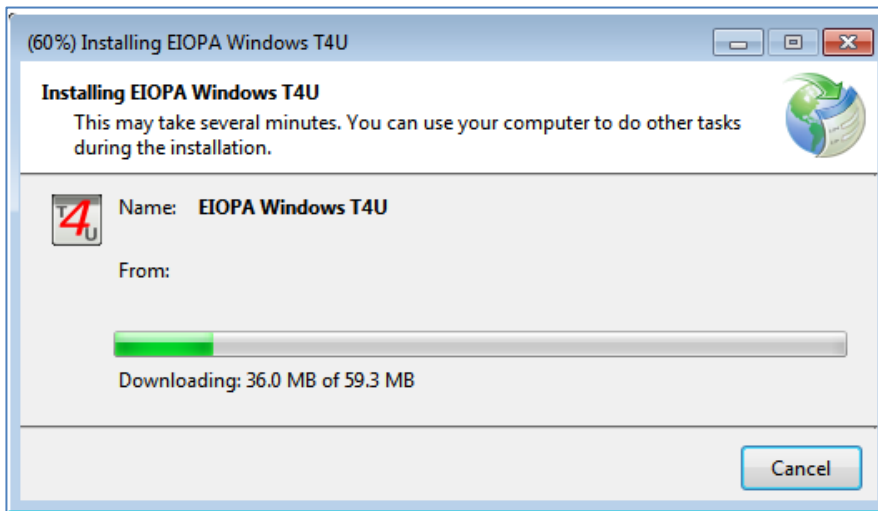 (60%) Installing EIOPA Windows T4U
Installing EIOPA Windows T4U
This may take several minutes. You can use your computer to do other tasks
during the installation.
T4U
Name: EIOPA Windows T4U
From:
Downloading: 36.0 MB of 59.3 MB
Cancel